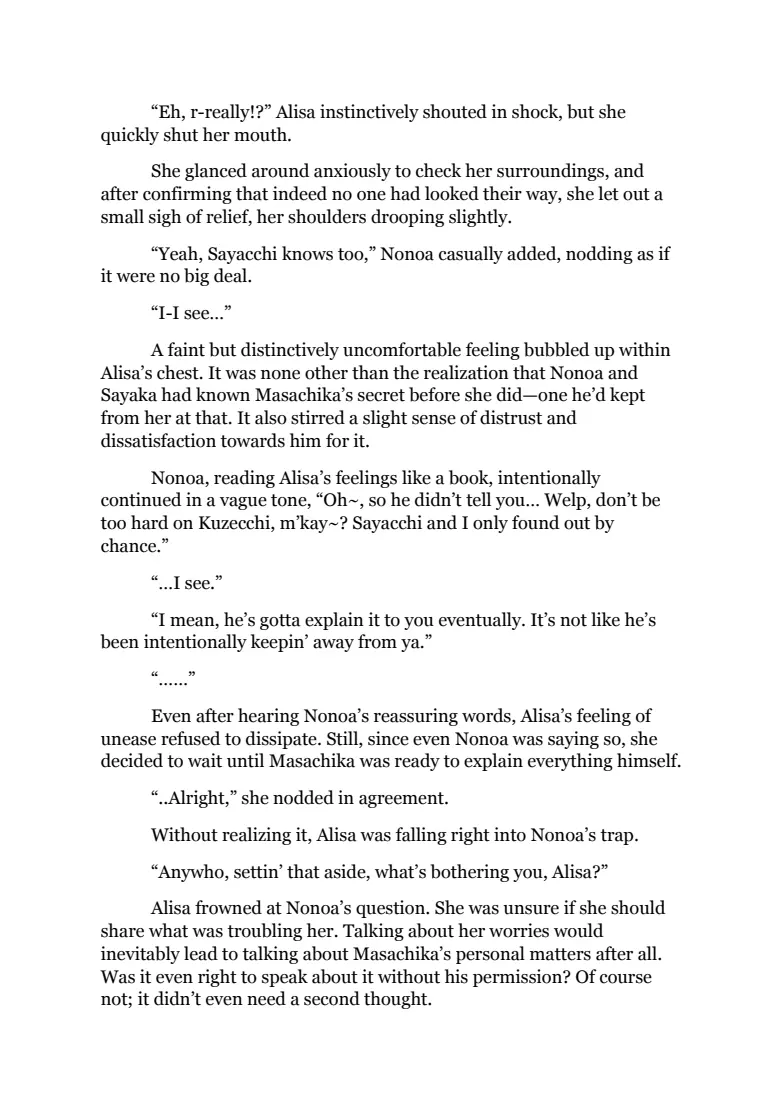 “Eh, r-really!?” Alisa instinctively shouted in shock, but she
quickly shut her mouth.
She glanced around anxiously to check her surroundings, and
after confirming that indeed no one had looked their way, she let out a
small sigh of relief, her shoulders drooping slightly.
“Yeah, Sayacchi knows too,” Nonoa casually added, nodding as if
it were no big deal.
“I-I see…”
A faint but distinctively uncomfortable feeling bubbled up within
Alisa’s chest. It was none other than the realization that Nonoa and
Sayaka had known Masachika’s secret before she did—one he’d kept
from her at that. It also stirred a slight sense of distrust and
dissatisfaction towards him for it.
Nonoa, reading Alisa’s feelings like a book, intentionally
continued in a vague tone, “Oh~, so he didn’t tell you… Welp, don’t be
too hard on Kuzecchi, m’kay~? Sayacchi and I only found out by
chance.”
“…I see.”
“I mean, he’s gotta explain it to you eventually. It’s not like he’s
been intentionally keepin’ away from ya.”
“……”
Even after hearing Nonoa’s reassuring words, Alisa’s feeling of
unease refused to dissipate. Still, since even Nonoa was saying so, she
decided to wait until Masachika was ready to explain everything himself.
“..Alright,” she nodded in agreement.
Without realizing it, Alisa was falling right into Nonoa’s trap.
“Anywho, settin’ that aside, what’s bothering you, Alisa?”
Alisa frowned at Nonoa’s question. She was unsure if she should
share what was troubling her. Talking about her worries would
inevitably lead to talking about Masachika’s personal matters after all.
Was it even right to speak about it without his permission? Of course
not; it didn’t even need a second thought.